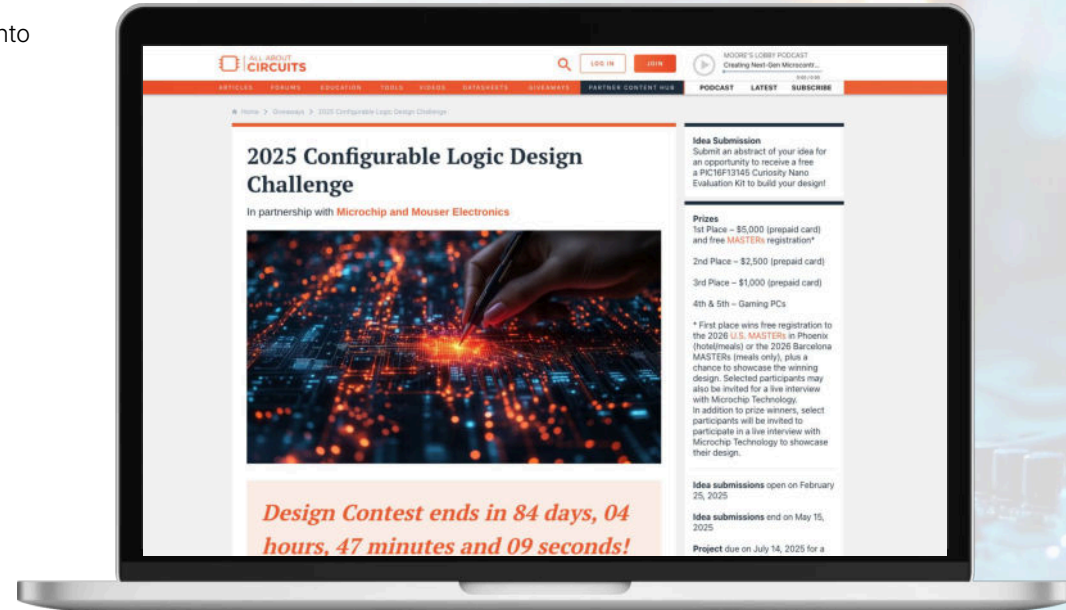 nto
ALL ABOUT
CIRCUITS
LOG IN
JOIN
MOORE'S LOBBY PODCAST
Creating Next-Gen Microcontr...
ARTICLES FORUMS EDUCATION TOOLS VIDEOS DATASHEETS GIVEAWAYS PARTNER CONTENT HUB PODCAST LATEST SUBSCRIBE
Home > Giveaways > 2025 Configurable Logic Design Challenge
2025 Configurable Logic Design
Challenge
In partnership with Microchip and Mouser Electronics
Design Contest ends in 84 days, 04
hours, 47 minutes and 09 seconds!
Idea Submission
Submit an abstract of your idea for
an opportunity to receive a free
a PIC16F13145 Curiosity Nano
Evaluation Kit to build your design!
Prizes
1st Place – $5,000 (prepaid card)
and free MASTERs registration*
2nd Place – $2,500 (prepaid card)
3rd Place – $1,000 (prepaid card)
4th & 5th – Gaming PCs
* First place wins free registration to
the 2026 U.S. MASTERs in Phoenix
(hotel/meals) or the 2026 Barcelona
MASTERs (meals only), plus a
chance to showcase the winning
design. Selected participants may
also be invited for a live interview
with Microchip Technology.
In addition to prize winners, select
participants will be invited to
participate in a live interview with
Microchip Technology to showcase
their design.
Idea submissions open on February
25, 2025
Idea submissions end on May 15,
2025
Project due on July 14, 2025 for a